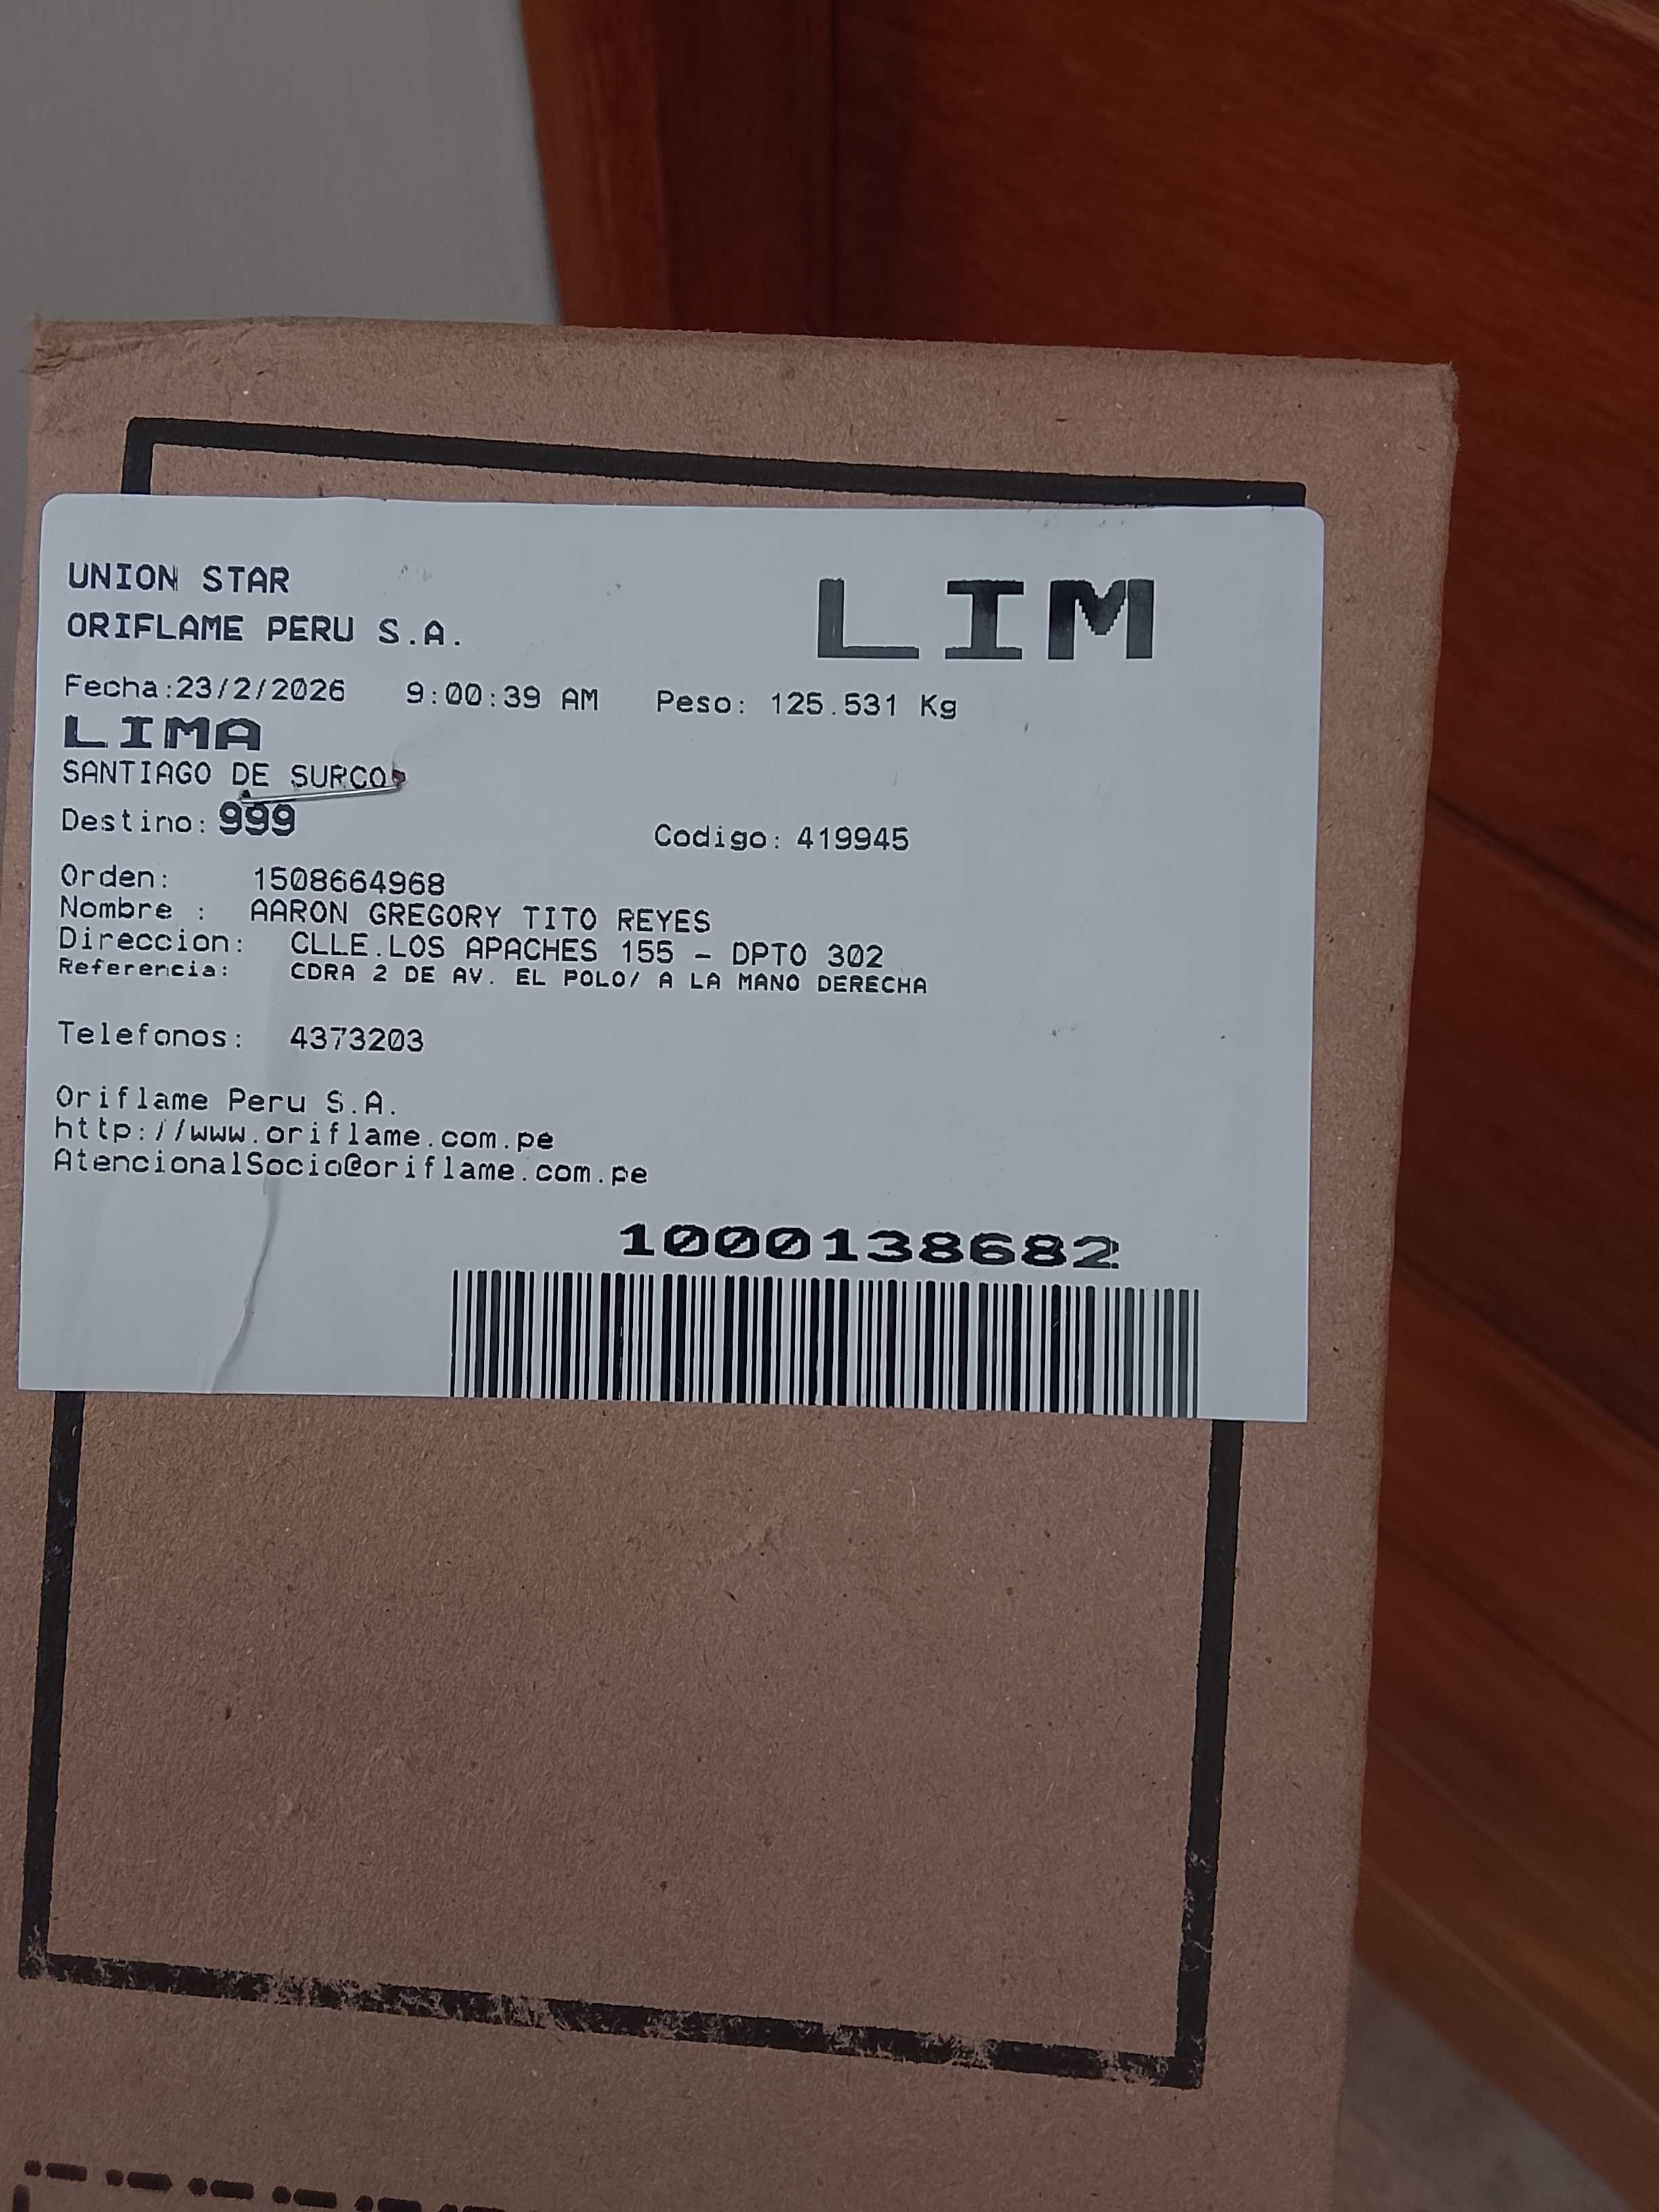 UNION STAR
ORIFLAME PERU S.A.
LIM
Fecha:23/2/2026 9:00:39 AM Peso: 125.531 Kg
LIMA
SANTIAGO DE SURCO
Destino: 999 Codigo: 419945
Orden: 1508664968
Nombre : AARON GREGORY TITO REYES
Direccion: CLLE.LOS APACHES 155 - DPTO 302
Referencia: CDRA 2 DE AV. EL POLO/ A LA MANO DERECHA
Telefonos: 4373203
Oriflame Peru S.A.
http://www.oriflame.com.pe
AtencionalSocio@oriflame.com.pe
1000138682